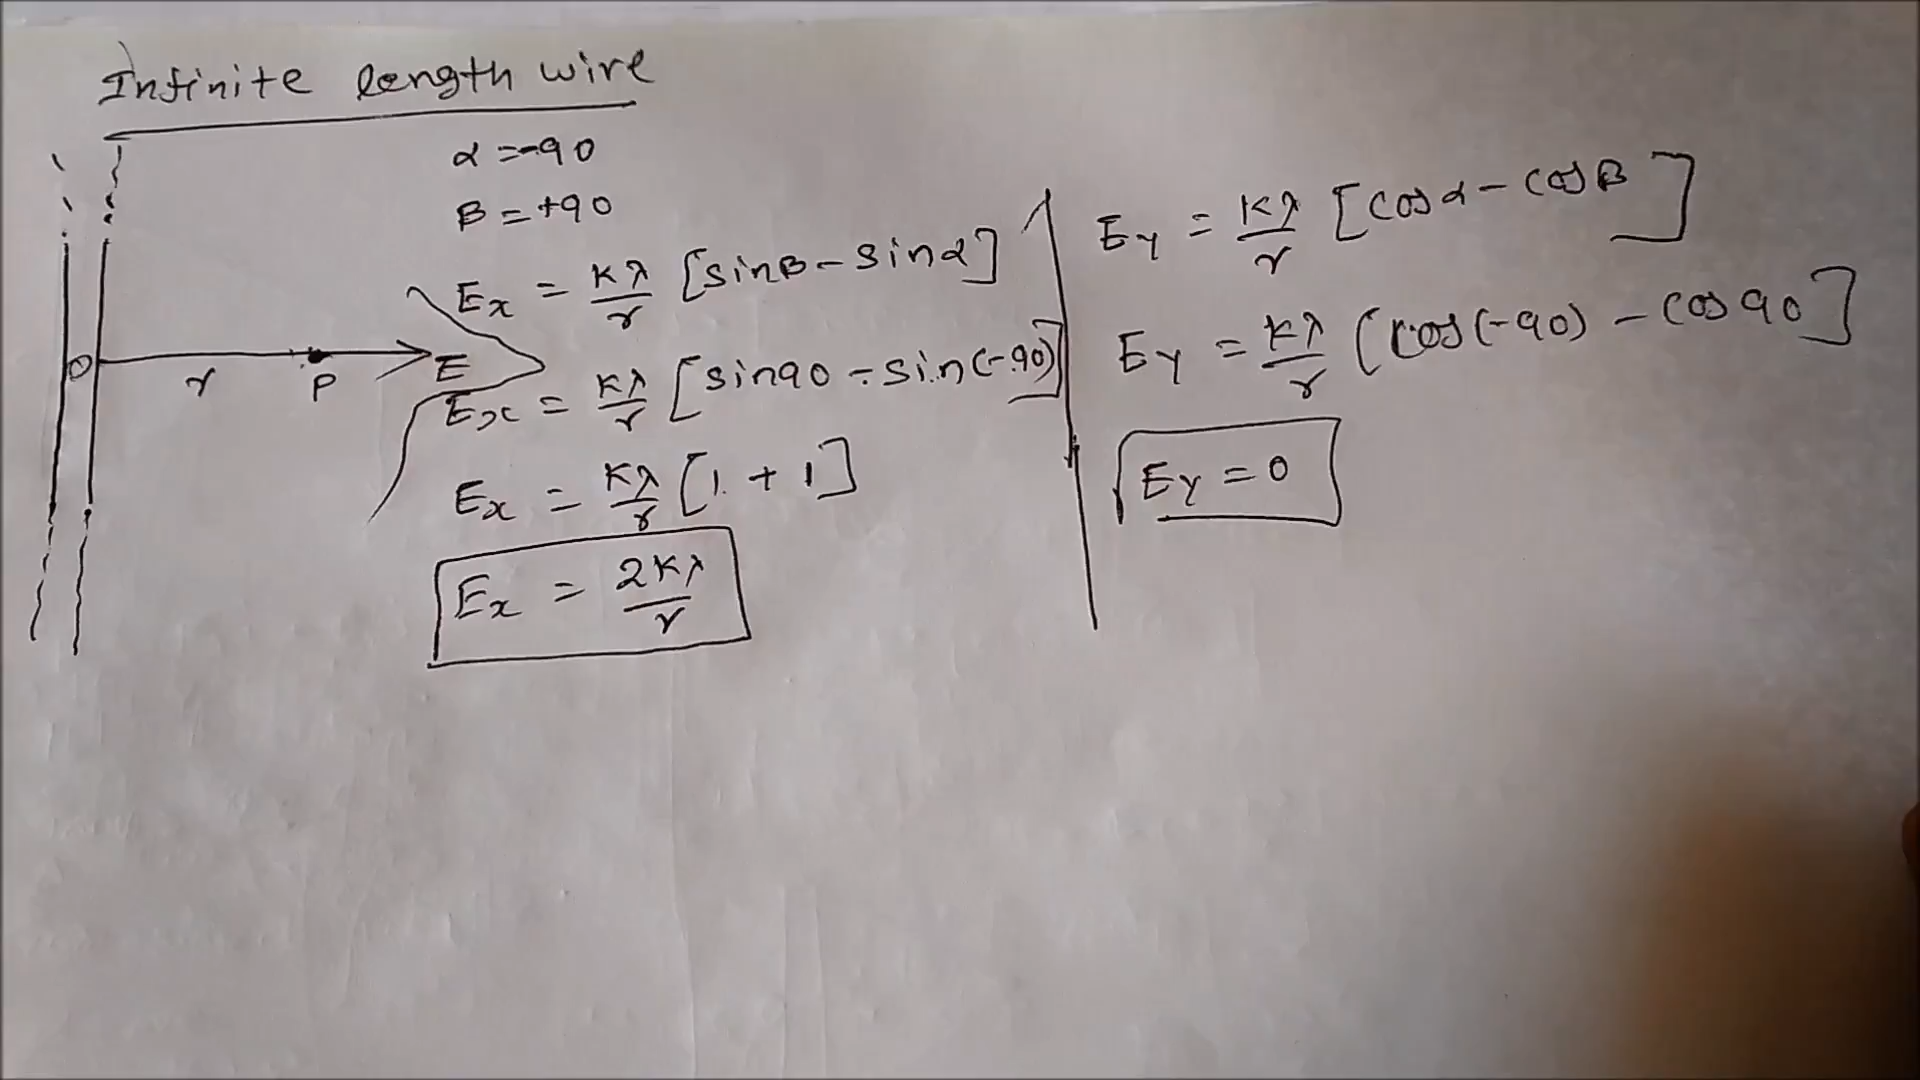 Infinite length wire
α = -90
β = +90
Ex = Kλ/r [sinβ - sinα]
O r P E
Ex = Kλ/r [sin90 - sin(-90)]
Ex = Kλ/r [1 + 1]
Ex = 2Kλ/r
Ey = Kλ/r [cosα - cosβ]
Ey = Kλ/r (cos(-90) - cos90]
Ey = 0